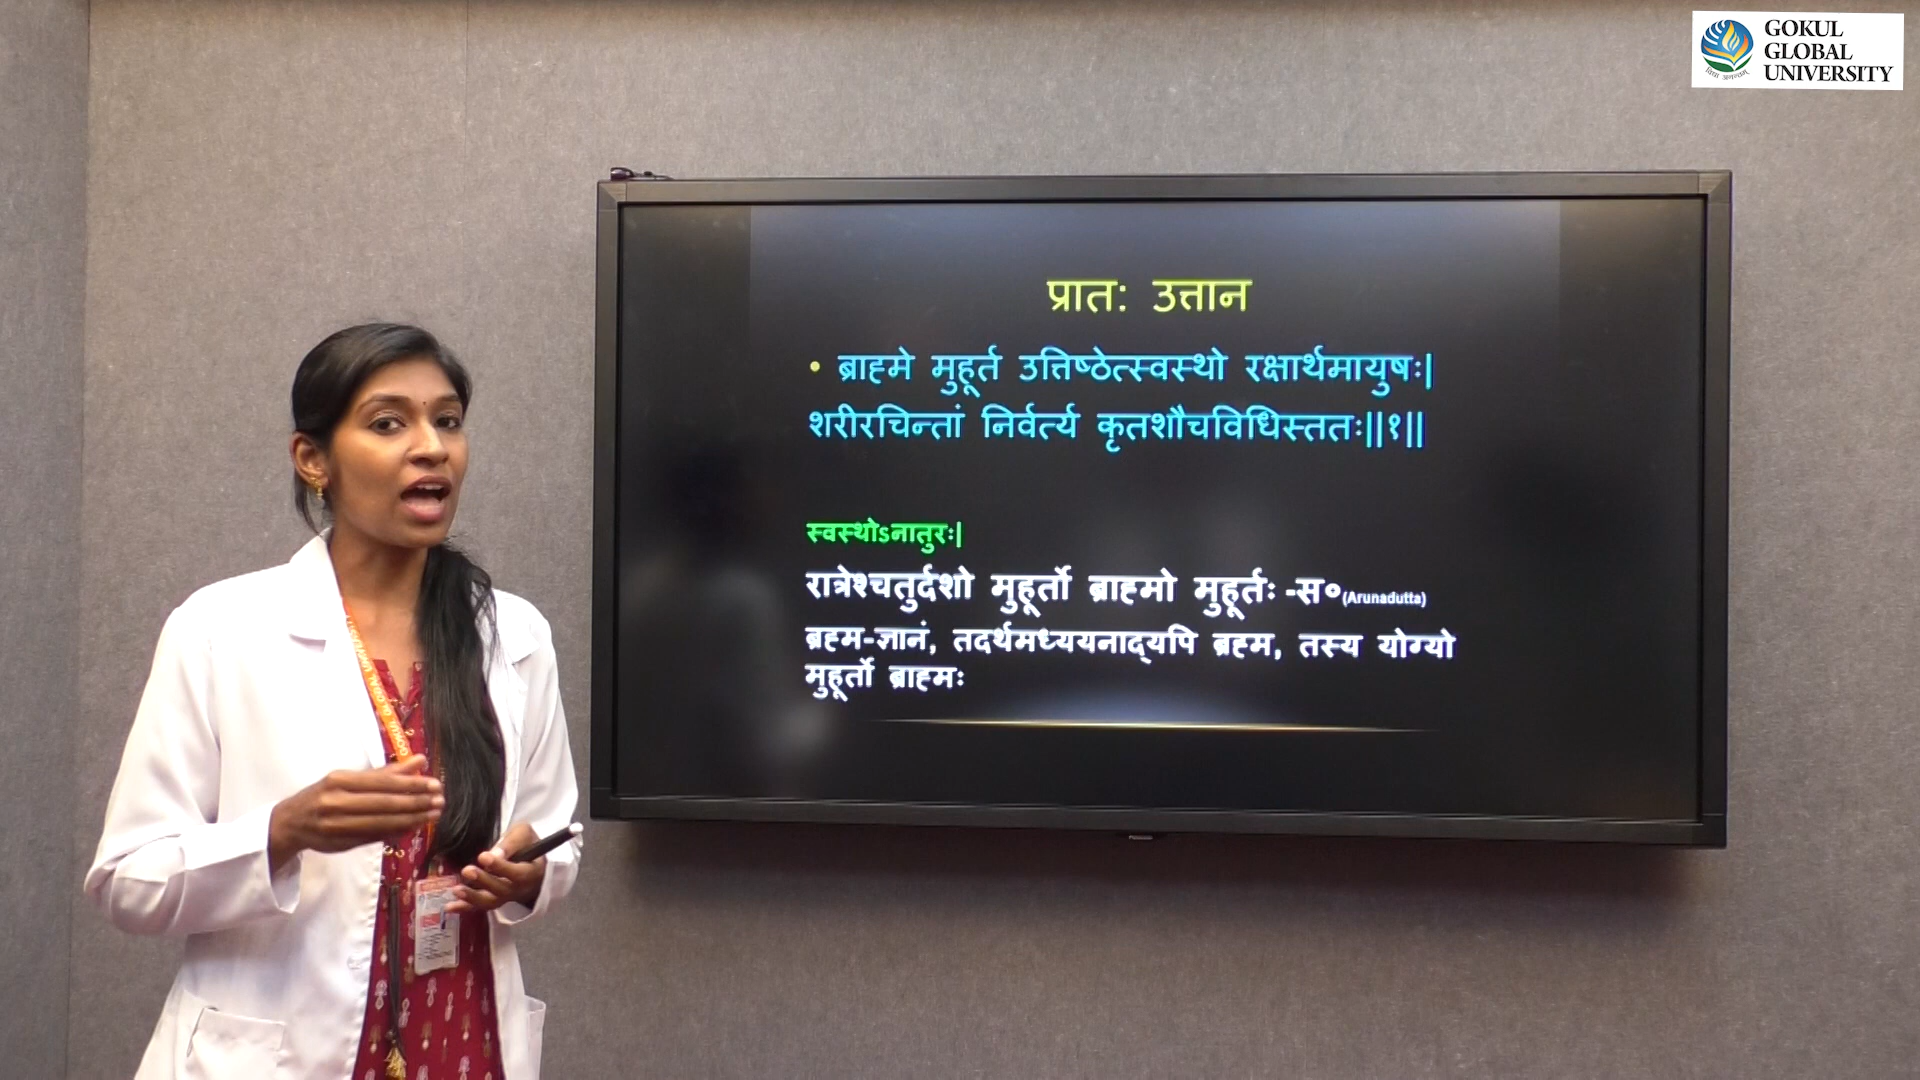 GOKUL
GLOBAL
UNIVERSITY
प्रात: उत्तान
• ब्राह्मे मुहूर्त उत्तिष्ठेत्स्वस्थो रक्षार्थमायुषः|
शरीरचिन्तां निर्वर्त्य कृतशौचविधिस्ततः||१||
स्वस्थोऽनातुरः|
रात्रेश्चतुर्दशो मुहूर्तो ब्राह्मो मुहूर्तः -स०(Arunadutta)
ब्रह्म-ज्ञानं, तदर्थमध्ययनाद्यपि ब्रह्म, तस्य योग्यो
मुहूर्तो ब्राह्मः